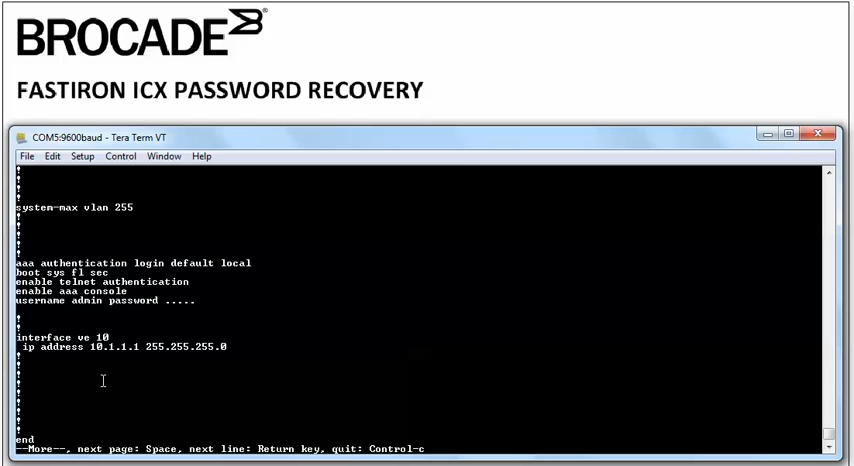 BROCADE
FASTIRON ICX PASSWORD RECOVERY
COM5:9600baud - Tera Term VT
File Edit Setup Control Window Help
!
!
!
!
system-max vlan 255
!
!
!
!
!
aaa authentication login default local
boot sys fl sec
enable telnet authentication
enable aaa console
username admin password .....
!
!
interface ve 10
ip address 10.1.1.1 255.255.255.0
!
!
!
!
!
!
!
!
!
end
--More--, next page: Space, next line: Return key, quit: Control-c